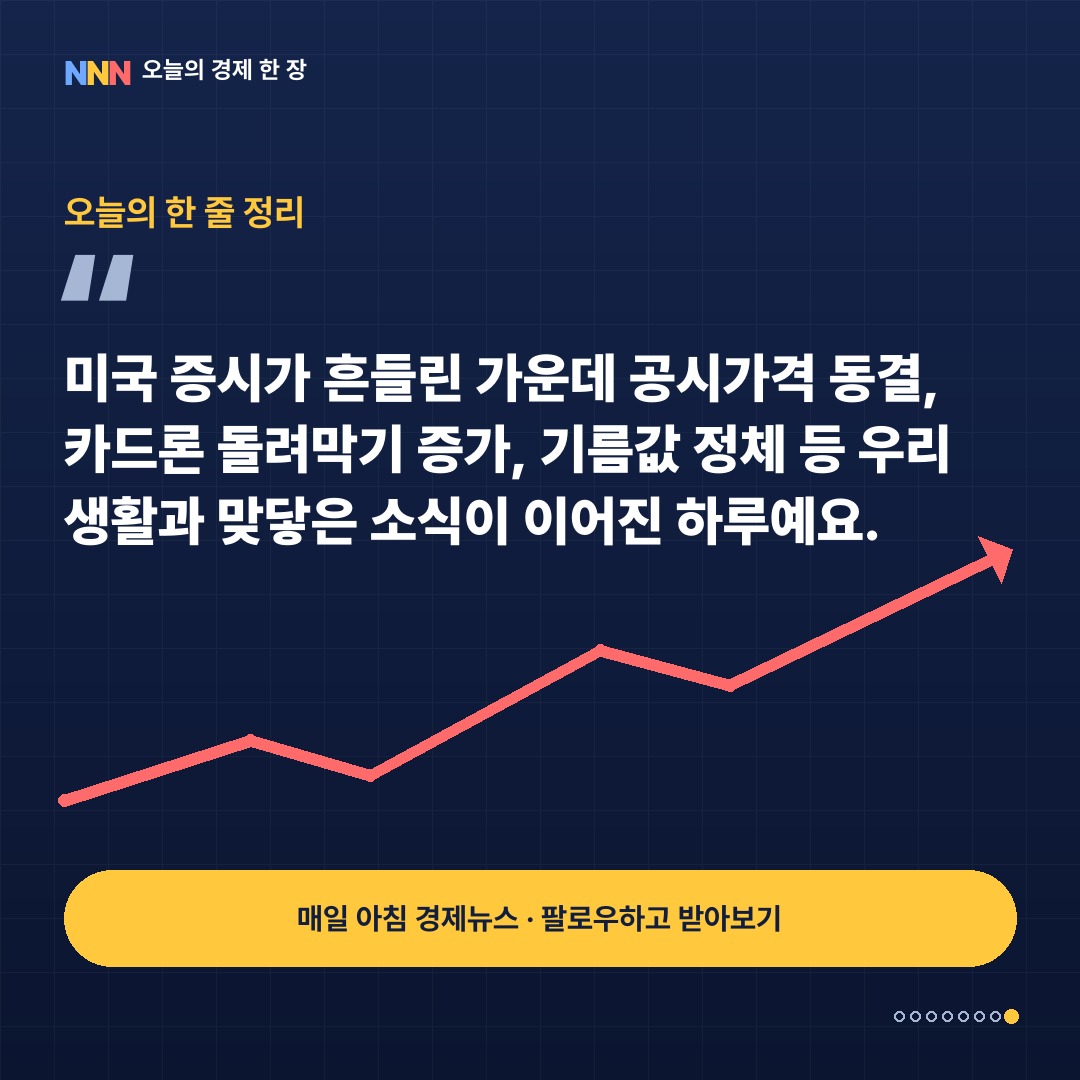 NNN 오늘의 경제 한 장
오늘의 한 줄 정리
"
미국 증시가 흔들린 가운데 공시가격 동결,
카드론 돌려막기 증가, 기름값 정체 등 우리
생활과 맞닿은 소식이 이어진 하루예요.
매일 아침 경제뉴스 · 팔로우하고 받아보기